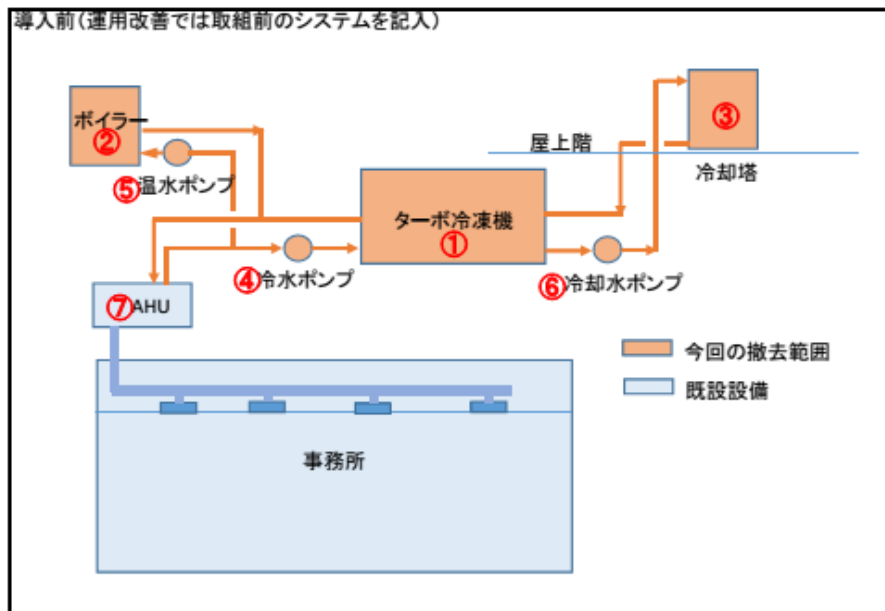 導入前(運用改善では取組前のシステムを記入)
ボイラー
②
③
屋上階
冷却塔
⑤温水ポンプ
ターボ冷凍機
①
④冷水ポンプ
⑥冷却水ポンプ
⑦AHU
今回の撤去範囲
既設設備
事務所